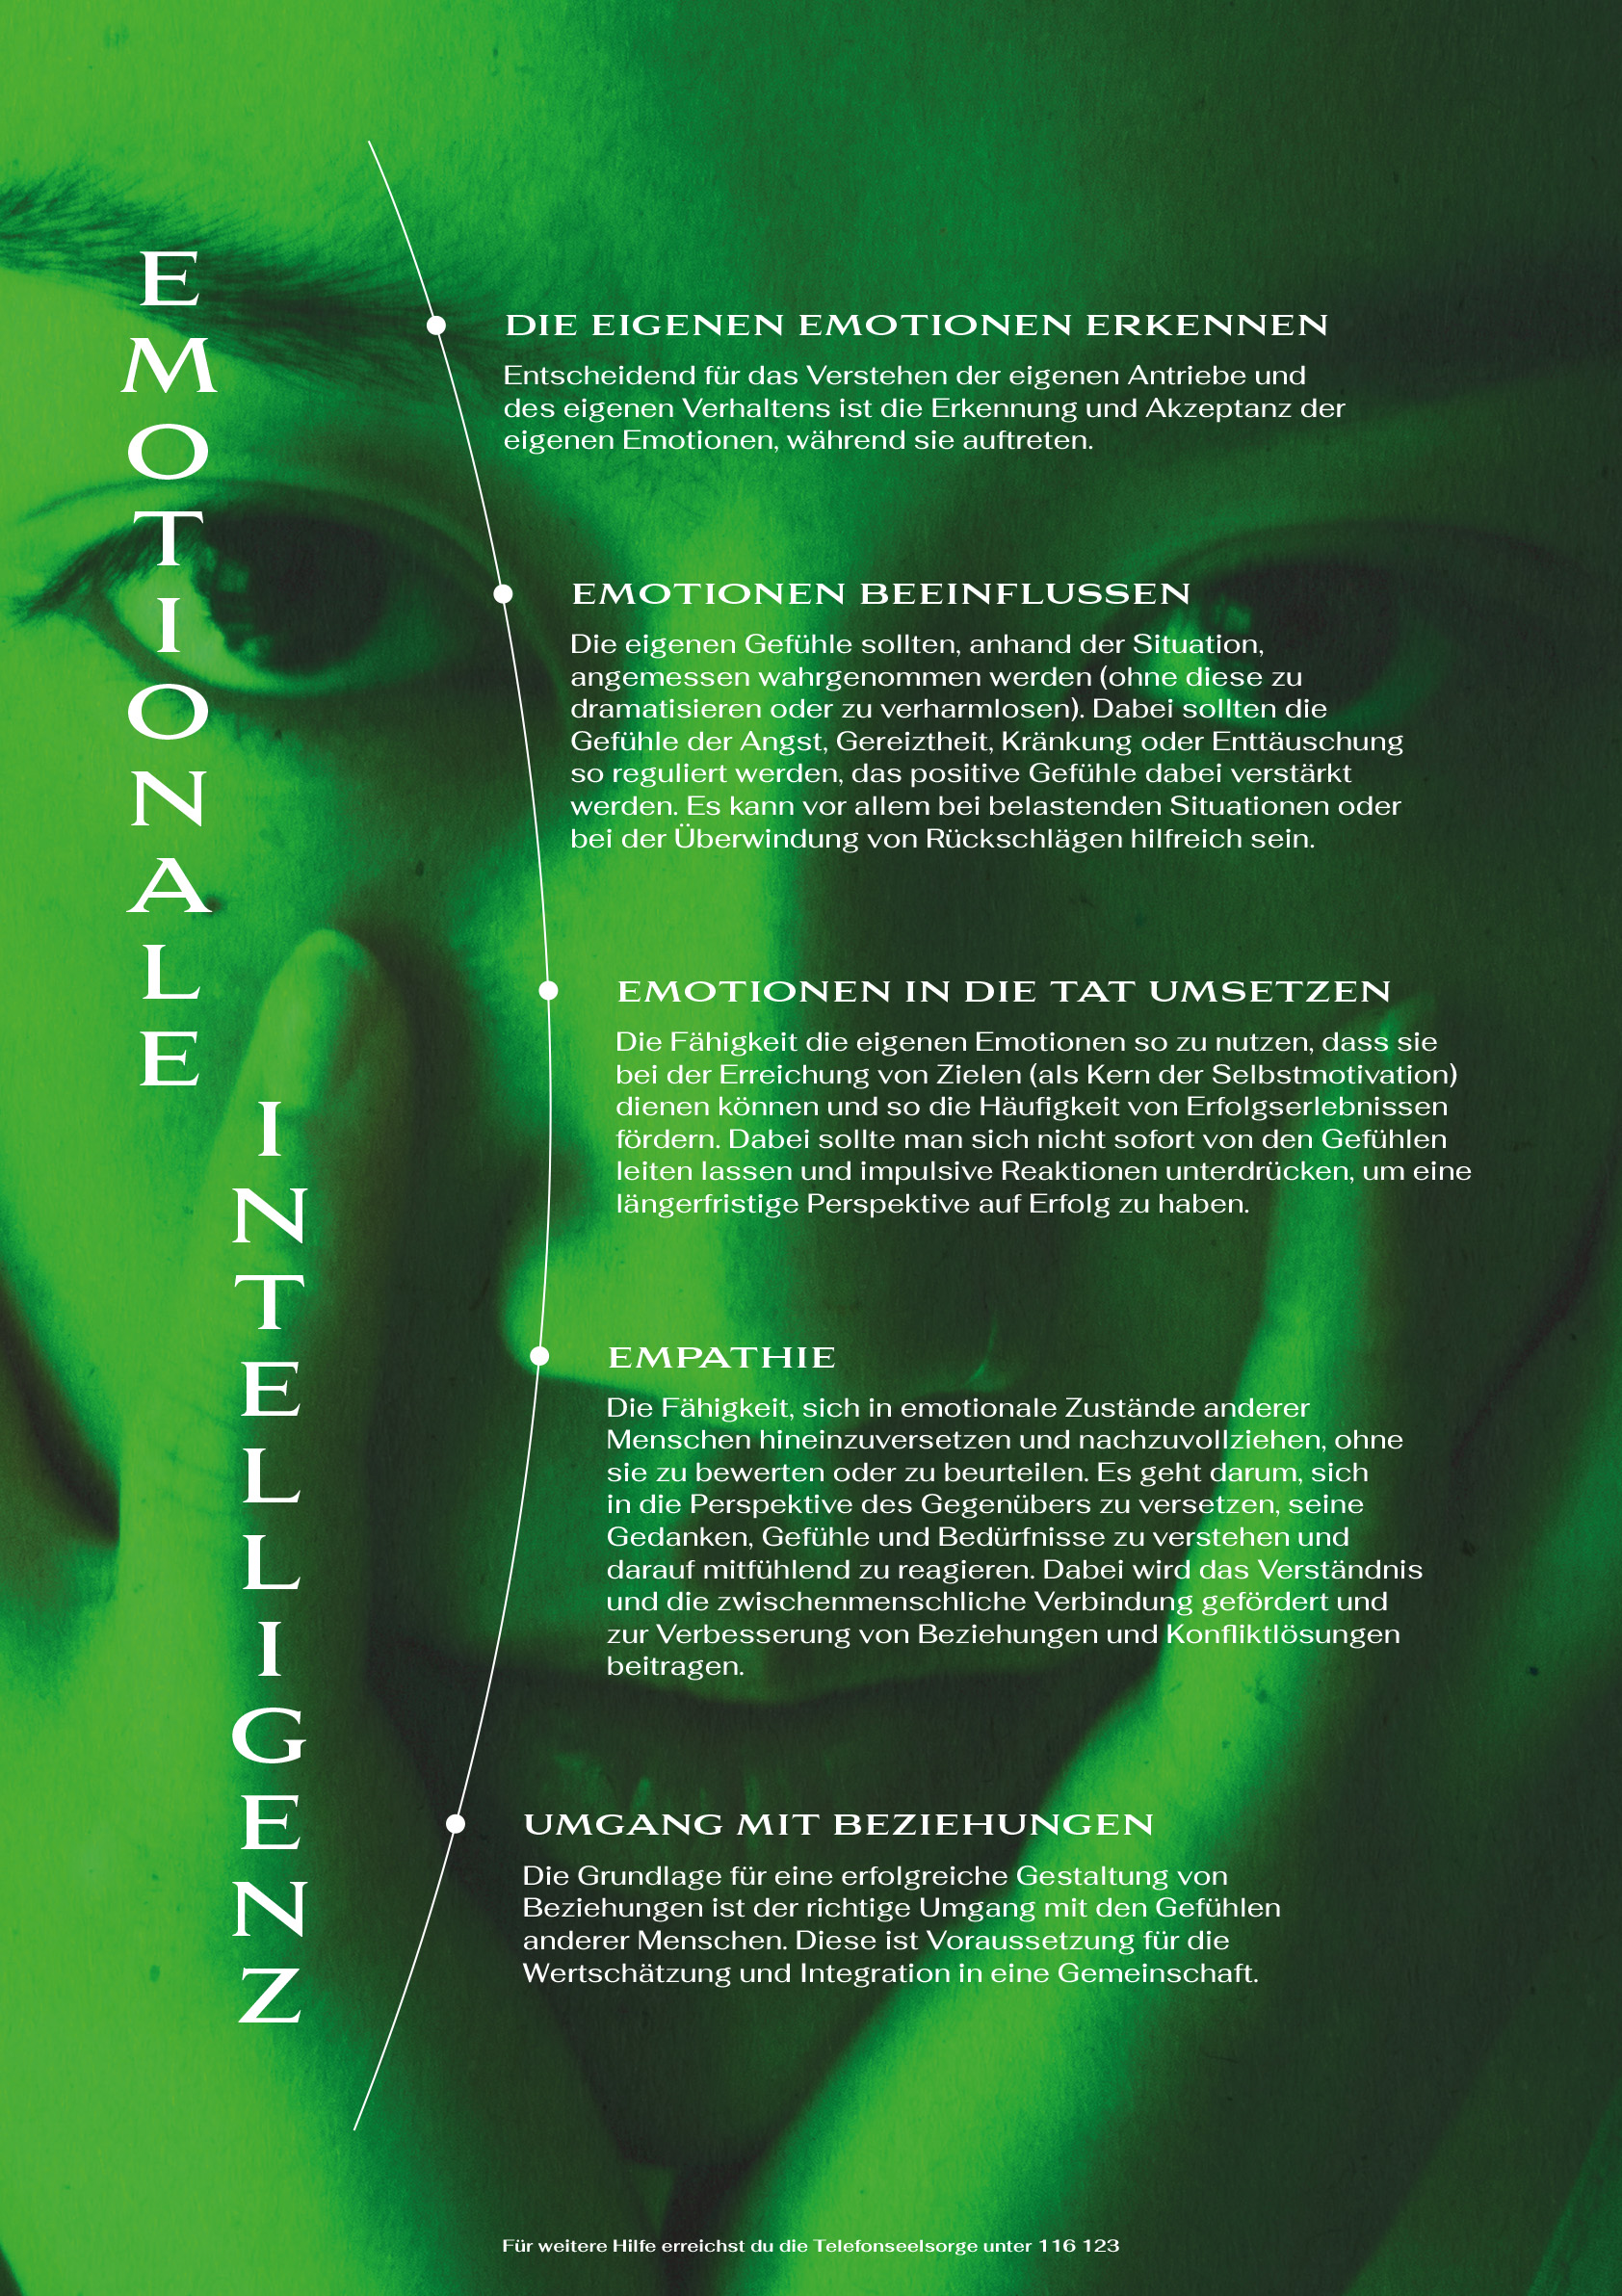 EMOTIONALE
INTELLIGENZ
DIE EIGENEN EMOTIONEN ERKENNEN
Entscheidend für das Verstehen der eigenen Antriebe und
des eigenen Verhaltens ist die Erkennung und Akzeptanz der
eigenen Emotionen, während sie auftreten.
EMOTIONEN BEEINFLUSSEN
Die eigenen Gefühle sollten, anhand der Situation,
angemessen wahrgenommen werden (ohne diese zu
dramatisieren oder zu verharmlosen). Dabei sollten die
Gefühle der Angst, Gereiztheit, Kränkung oder Enttäuschung
so reguliert werden, das positive Gefühle dabei verstärkt
werden. Es kann vor allem bei belastenden Situationen oder
bei der Überwindung von Rückschlägen hilfreich sein.
EMOTIONEN IN DIE TAT UMSETZEN
Die Fähigkeit die eigenen Emotionen so zu nutzen, dass sie
bei der Erreichung von Zielen (als Kern der Selbstmotivation)
dienen können und so die Häufigkeit von Erfolgserlebnissen
fördern. Dabei sollte man sich nicht sofort von den Gefühlen
leiten lassen und impulsive Reaktionen unterdrücken, um eine
längerfristige Perspektive auf Erfolg zu haben.
EMPATHIE
Die Fähigkeit, sich in emotionale Zustände anderer
Menschen hineinzuversetzen und nachzuvollziehen, ohne
sie zu bewerten oder zu beurteilen. Es geht darum, sich
in die Perspektive des Gegenübers zu versetzen, seine
Gedanken, Gefühle und Bedürfnisse zu verstehen und
darauf mitfühlend zu reagieren. Dabei wird das Verständnis
und die zwischenmenschliche Verbindung gefördert und
zur Verbesserung von Beziehungen und Konfliktlösungen
beitragen.
UMGANG MIT BEZIEHUNGEN
Die Grundlage für eine erfolgreiche Gestaltung von
Beziehungen ist der richtige Umgang mit den Gefühlen
anderer Menschen. Diese ist Voraussetzung für die
Wertschätzung und Integration in eine Gemeinschaft.
Für weitere Hilfe erreichst du die Telefonseelsorge unter 116 123